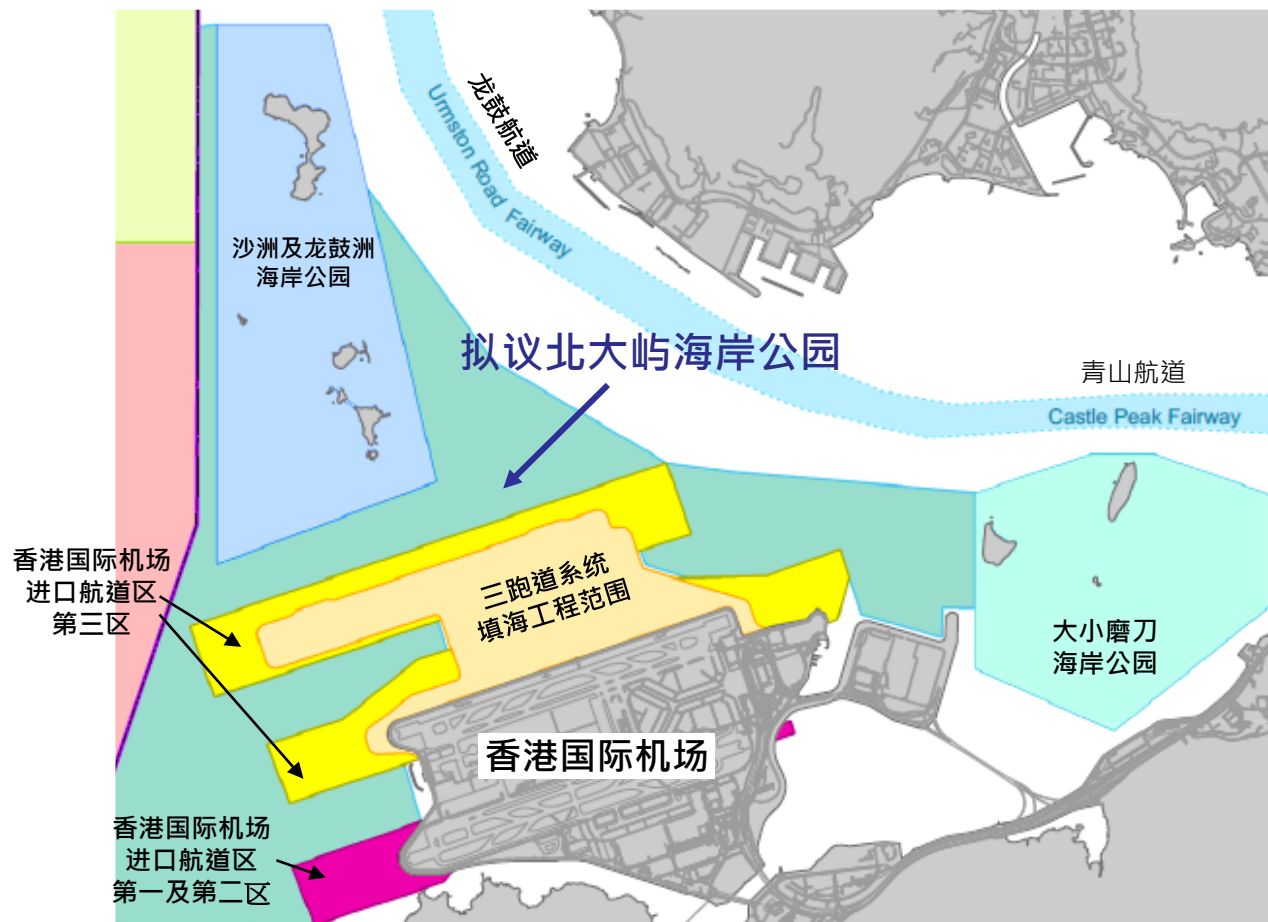 龙鼓航道
Urmston Road Fairway
沙洲及龙鼓洲
海岸公园
拟议北大屿海岸公园
青山航道
Castle Peak Fairway
香港国际机场
进口航道区
第三区
三跑道系统
填海工程范围
大小磨刀
海岸公园
香港国际机场
香港国际机场
进口航道区
第一及第二区